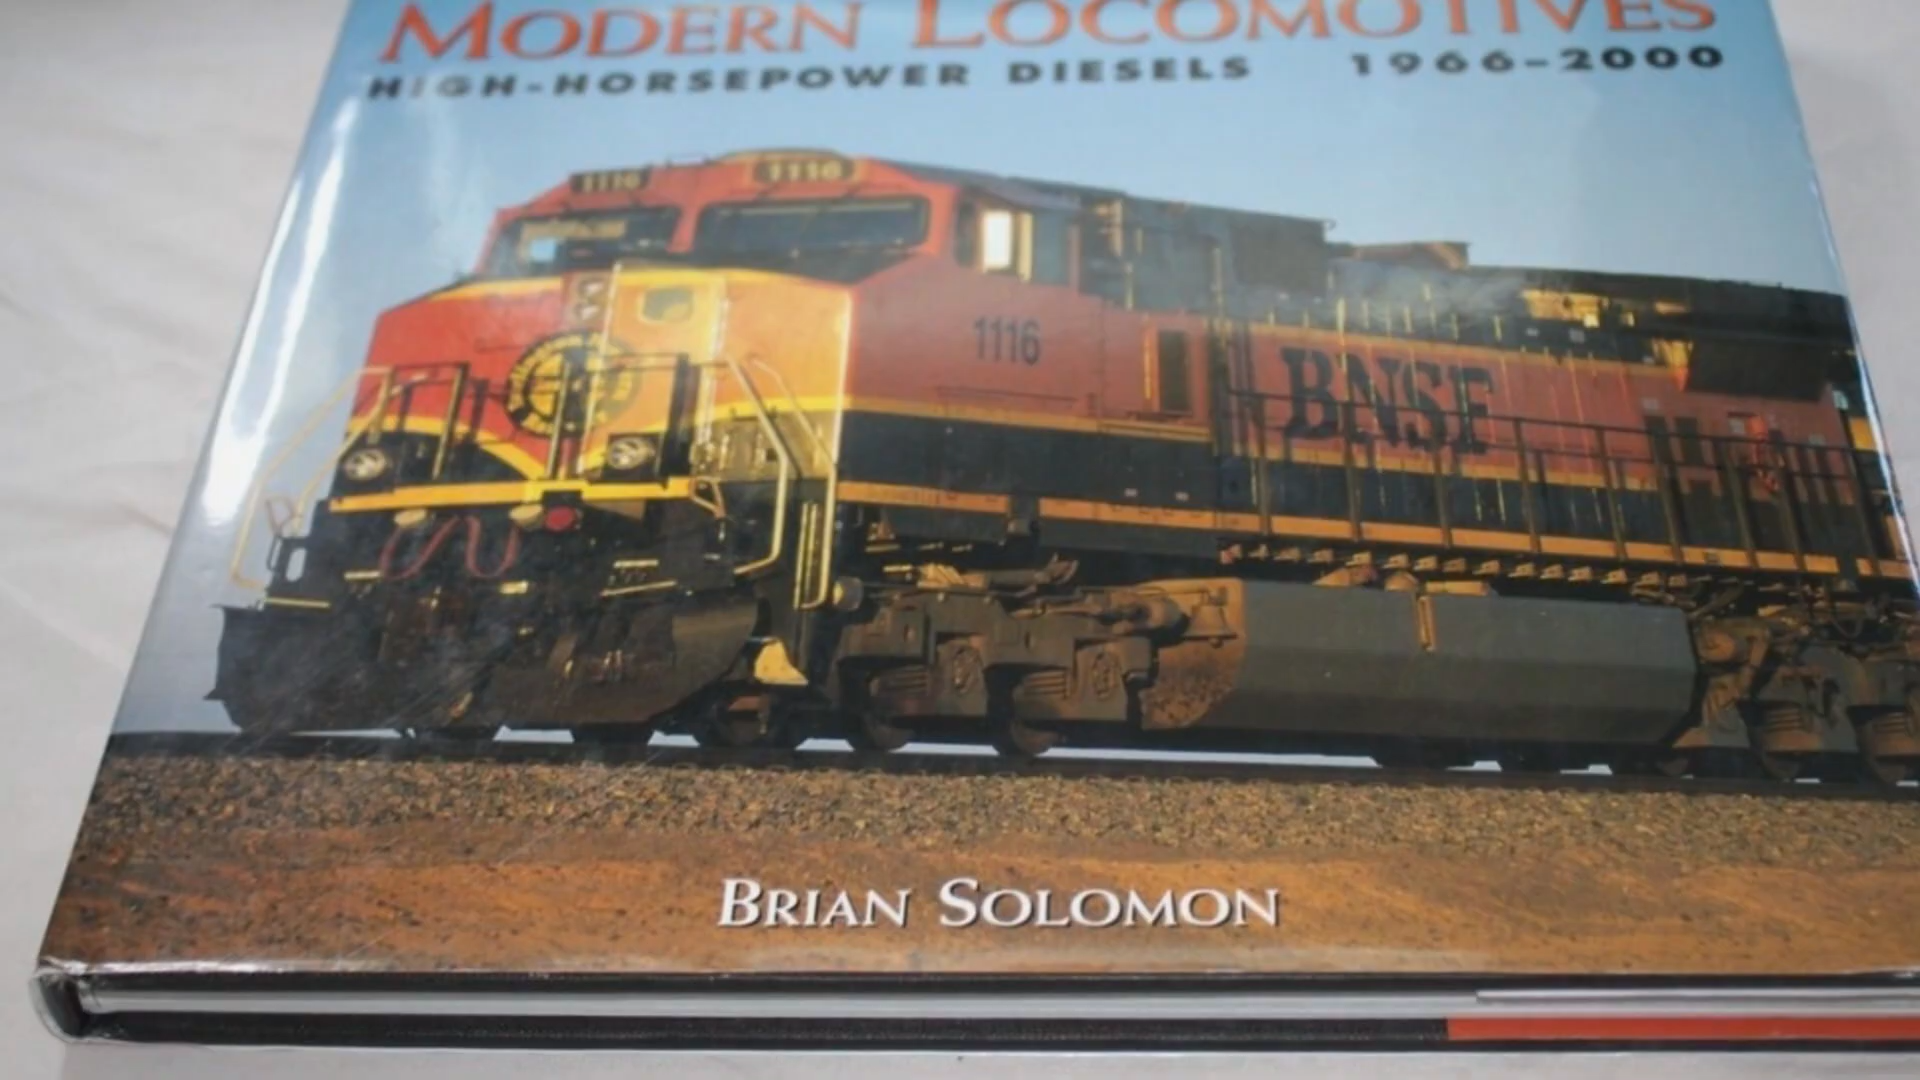 MODERN LOCOMOTIVES
HIGH-HORSEPOWER DIESELS 1966–2000
1116 1116
1116
BNSF
BRIAN SOLOMON